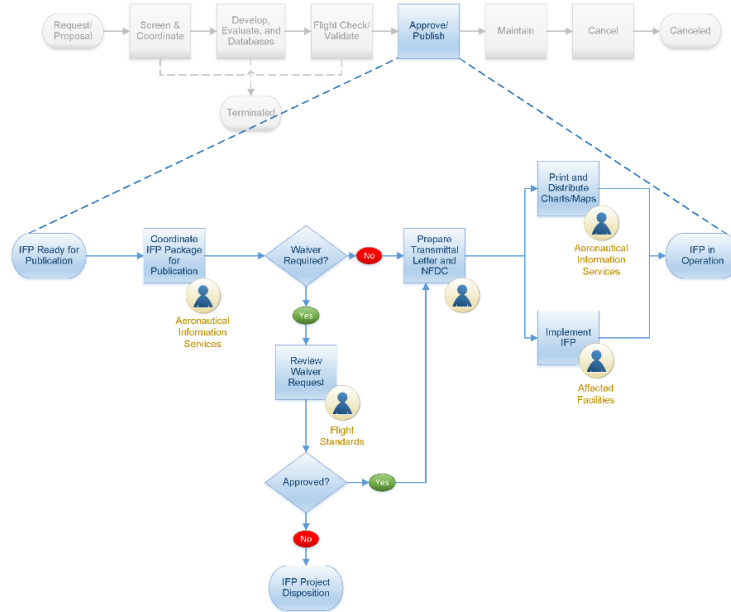 Request/
Proposal
Screen &
Coordinate
Develop,
Evaluate, and
Databases
Flight Check/
Validate
Approve/
Publish
Maintain
Cancel
Canceled
Terminated
IFP Ready for
Publication
Coordinate
IFP Package
for
Publication
Aeronautical
Information
Services
Waiver
Required?
No
Prepare
Transmittal
Letter and
NFDC
Print and
Distribute
Charts/Maps
Aeronautical
Information
Services
IFP in
Operation
Yes
Implement
IFP
Affected
Facilities
Review
Waiver
Request
Flight
Standards
Approved?
Yes
No
IFP Project
Disposition